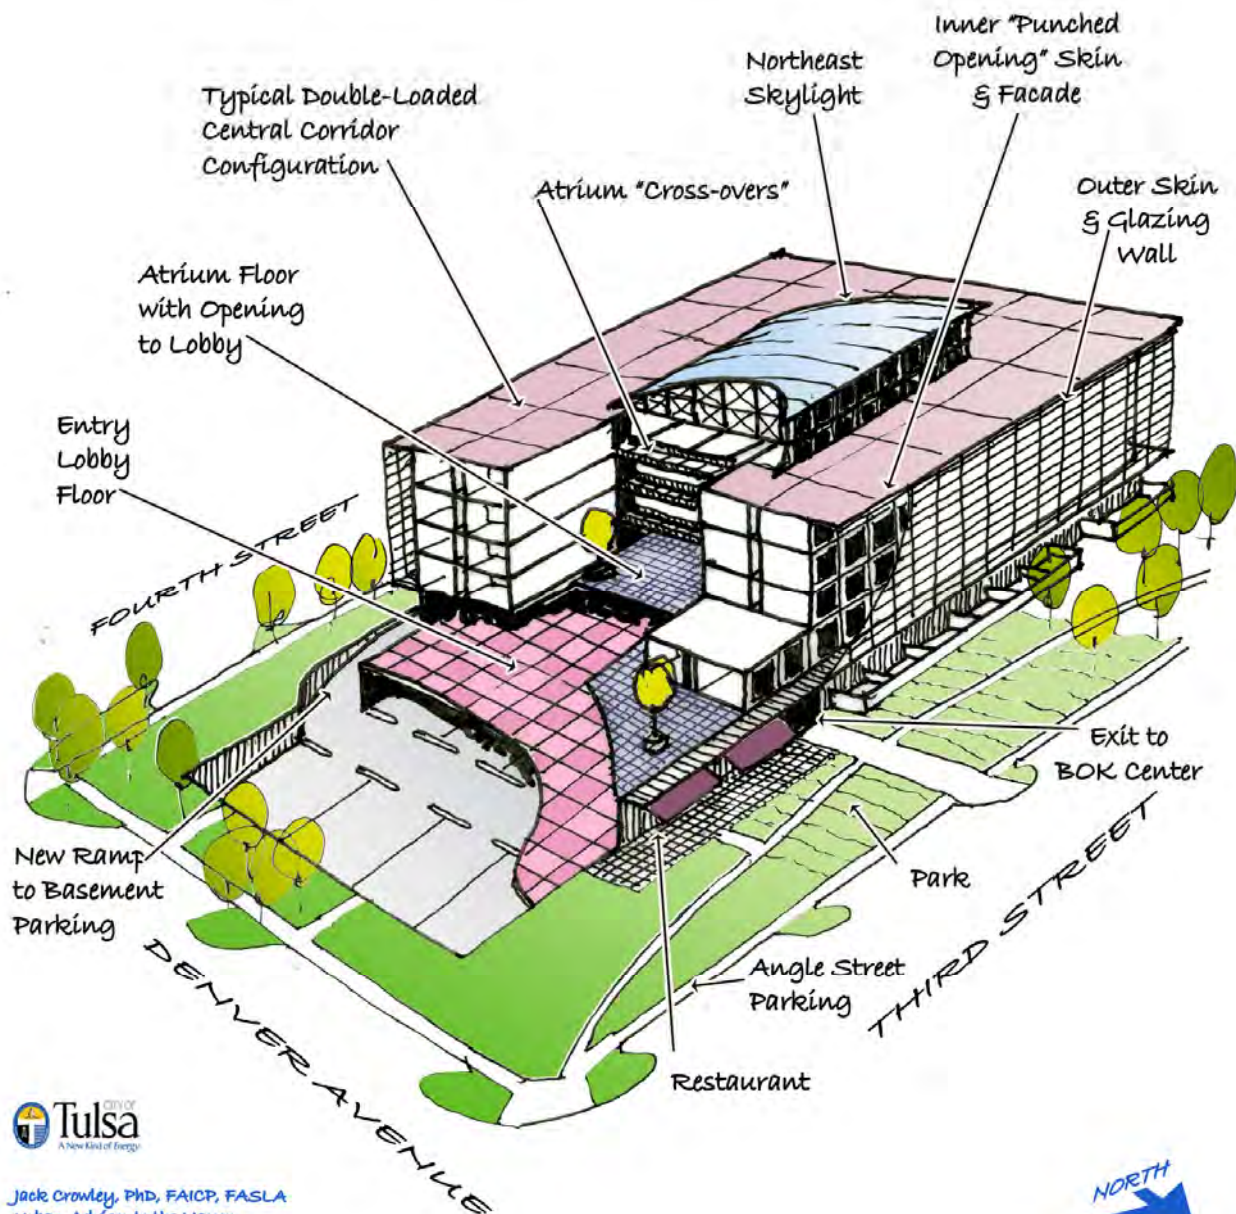 Inner "Punched
Opening" Skin
& Facade
Northeast
Skylight
Typical Double-Loaded
Central Corridor
Configuration
Atrium "Cross-overs"
Outer Skin
& Glazing
Wall
Atrium Floor
with Opening
to Lobby
Entry
Lobby
Floor
FOURTH STREET
Exit to
BOK Center
New Ramp
to Basement
Parking
Park
THIRD STREET
Angle Street
Parking
DENVER AVENUE
Restaurant
CITY OF
Tulsa
A New Kind of Energy
NORTH
Jack Crowley, PhD, FAICP, FASLA